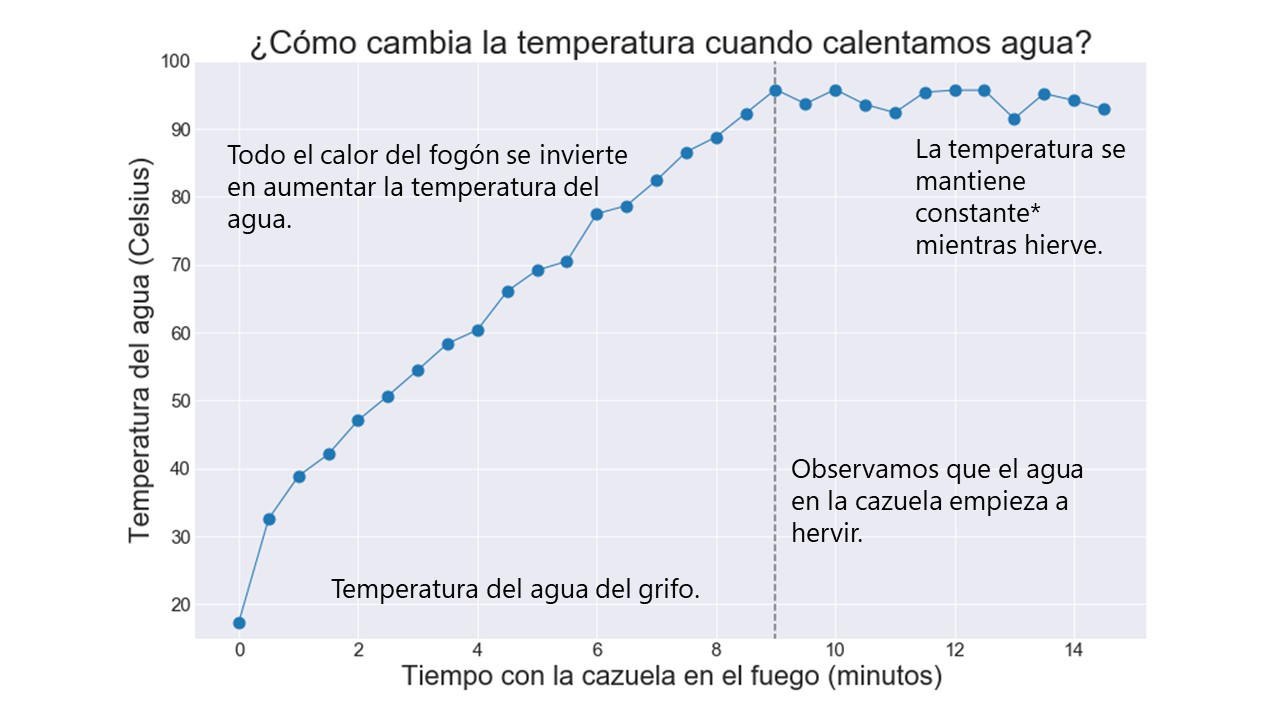 ¿Cómo cambia la temperatura cuando calentamos agua?
Temperatura del agua (Celsius)
100
90
80
70
60
50
40
30
20
Todo el calor del fogón se invierte
en aumentar la temperatura del
agua.
La temperatura se
mantiene
constante*
mientras hierve.
Observamos que el agua
en la cazuela empieza a
hervir.
Temperatura del agua del grifo.
0 2 4 6 8 10 12 14
Tiempo con la cazuela en el fuego (minutos)